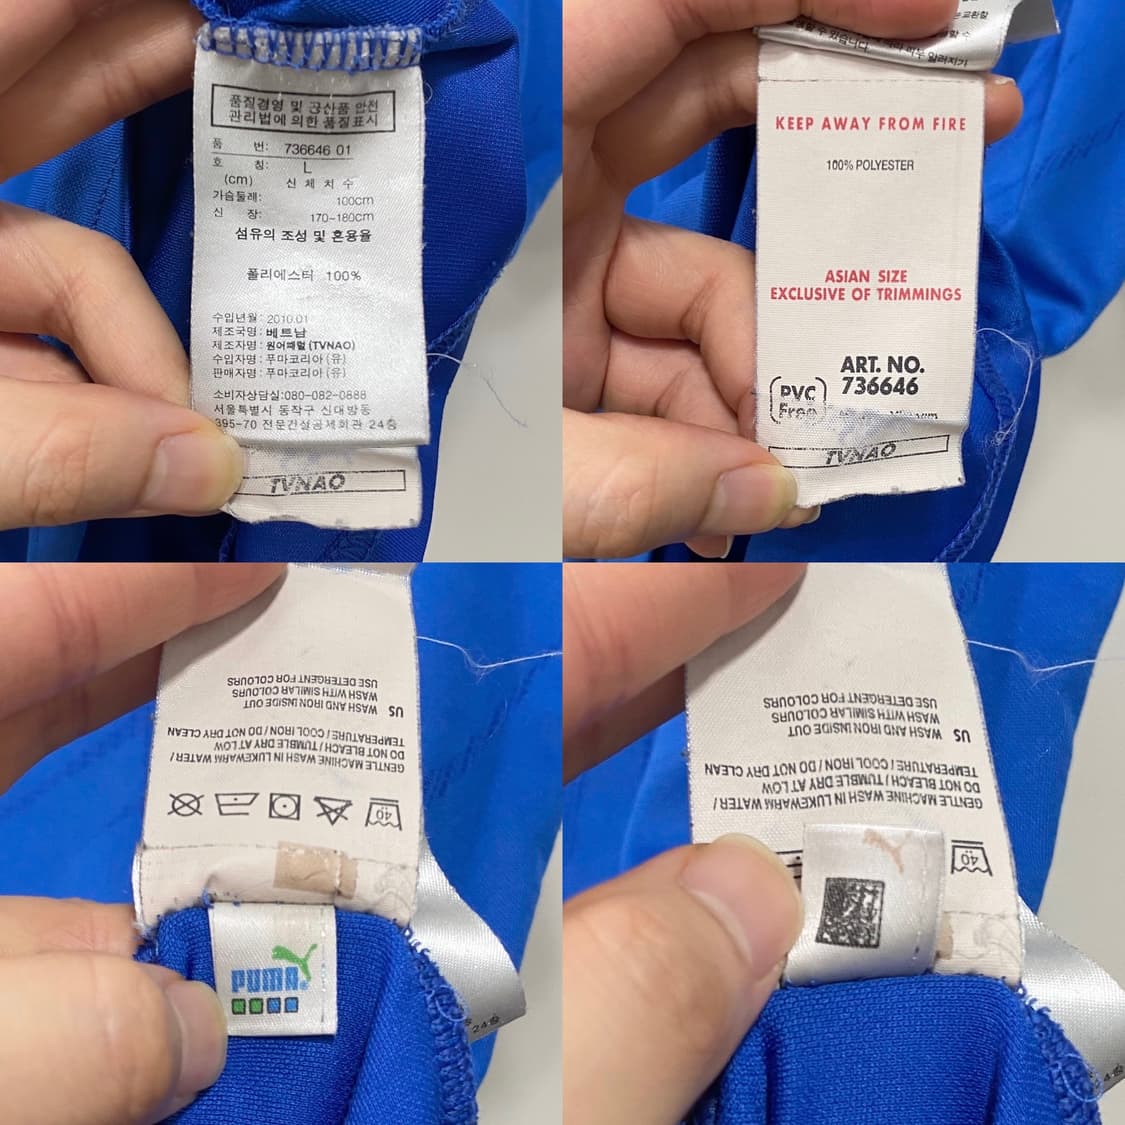 품질경영 및 공산품 안전
관리법에 의한 품질표시
품 번: 736646 01
호 칭: L
(cm) 신 체 치 수
가슴둘레: 100cm
신 장: 170~180cm
섬유의 조성 및 혼용율
폴리에스터 100%
수입년월: 2010.01
제조국명: 베트남
제조자명: 원어패럴 (TVNAO)
수입자명: 푸마코리아 (유)
판매자명: 푸마코리아 (유)
소비자상담실:080-082-0888
서울특별시 동작구 신대방동
395-70 전문건설공제회관 24층
TVNAO
KEEP AWAY FROM FIRE
100% POLYESTER
ASIAN SIZE
EXCLUSIVE OF TRIMMINGS
ART. NO.
736646
PVC
Free
TVNAO
GENTLE MACHINE WASH IN LUKEWARM WATER /
DO NOT BLEACH / TUMBLE DRY AT LOW
TEMPERATURE / COOL IRON / DO NOT DRY CLEAN
US
WASH AND IRON INSIDE OUT
WASH WITH SIMILAR COLOURS
USE DETERGENT FOR COLOURS
40
PUMA
24층
GENTLE MACHINE WASH IN LUKEWARM WATER /
DO NOT BLEACH / TUMBLE DRY AT LOW
TEMPERATURE / COOL IRON / DO NOT DRY CLEAN
US
WASH AND IRON INSIDE OUT
WASH WITH SIMILAR COLOURS
USE DETERGENT FOR COLOURS
40